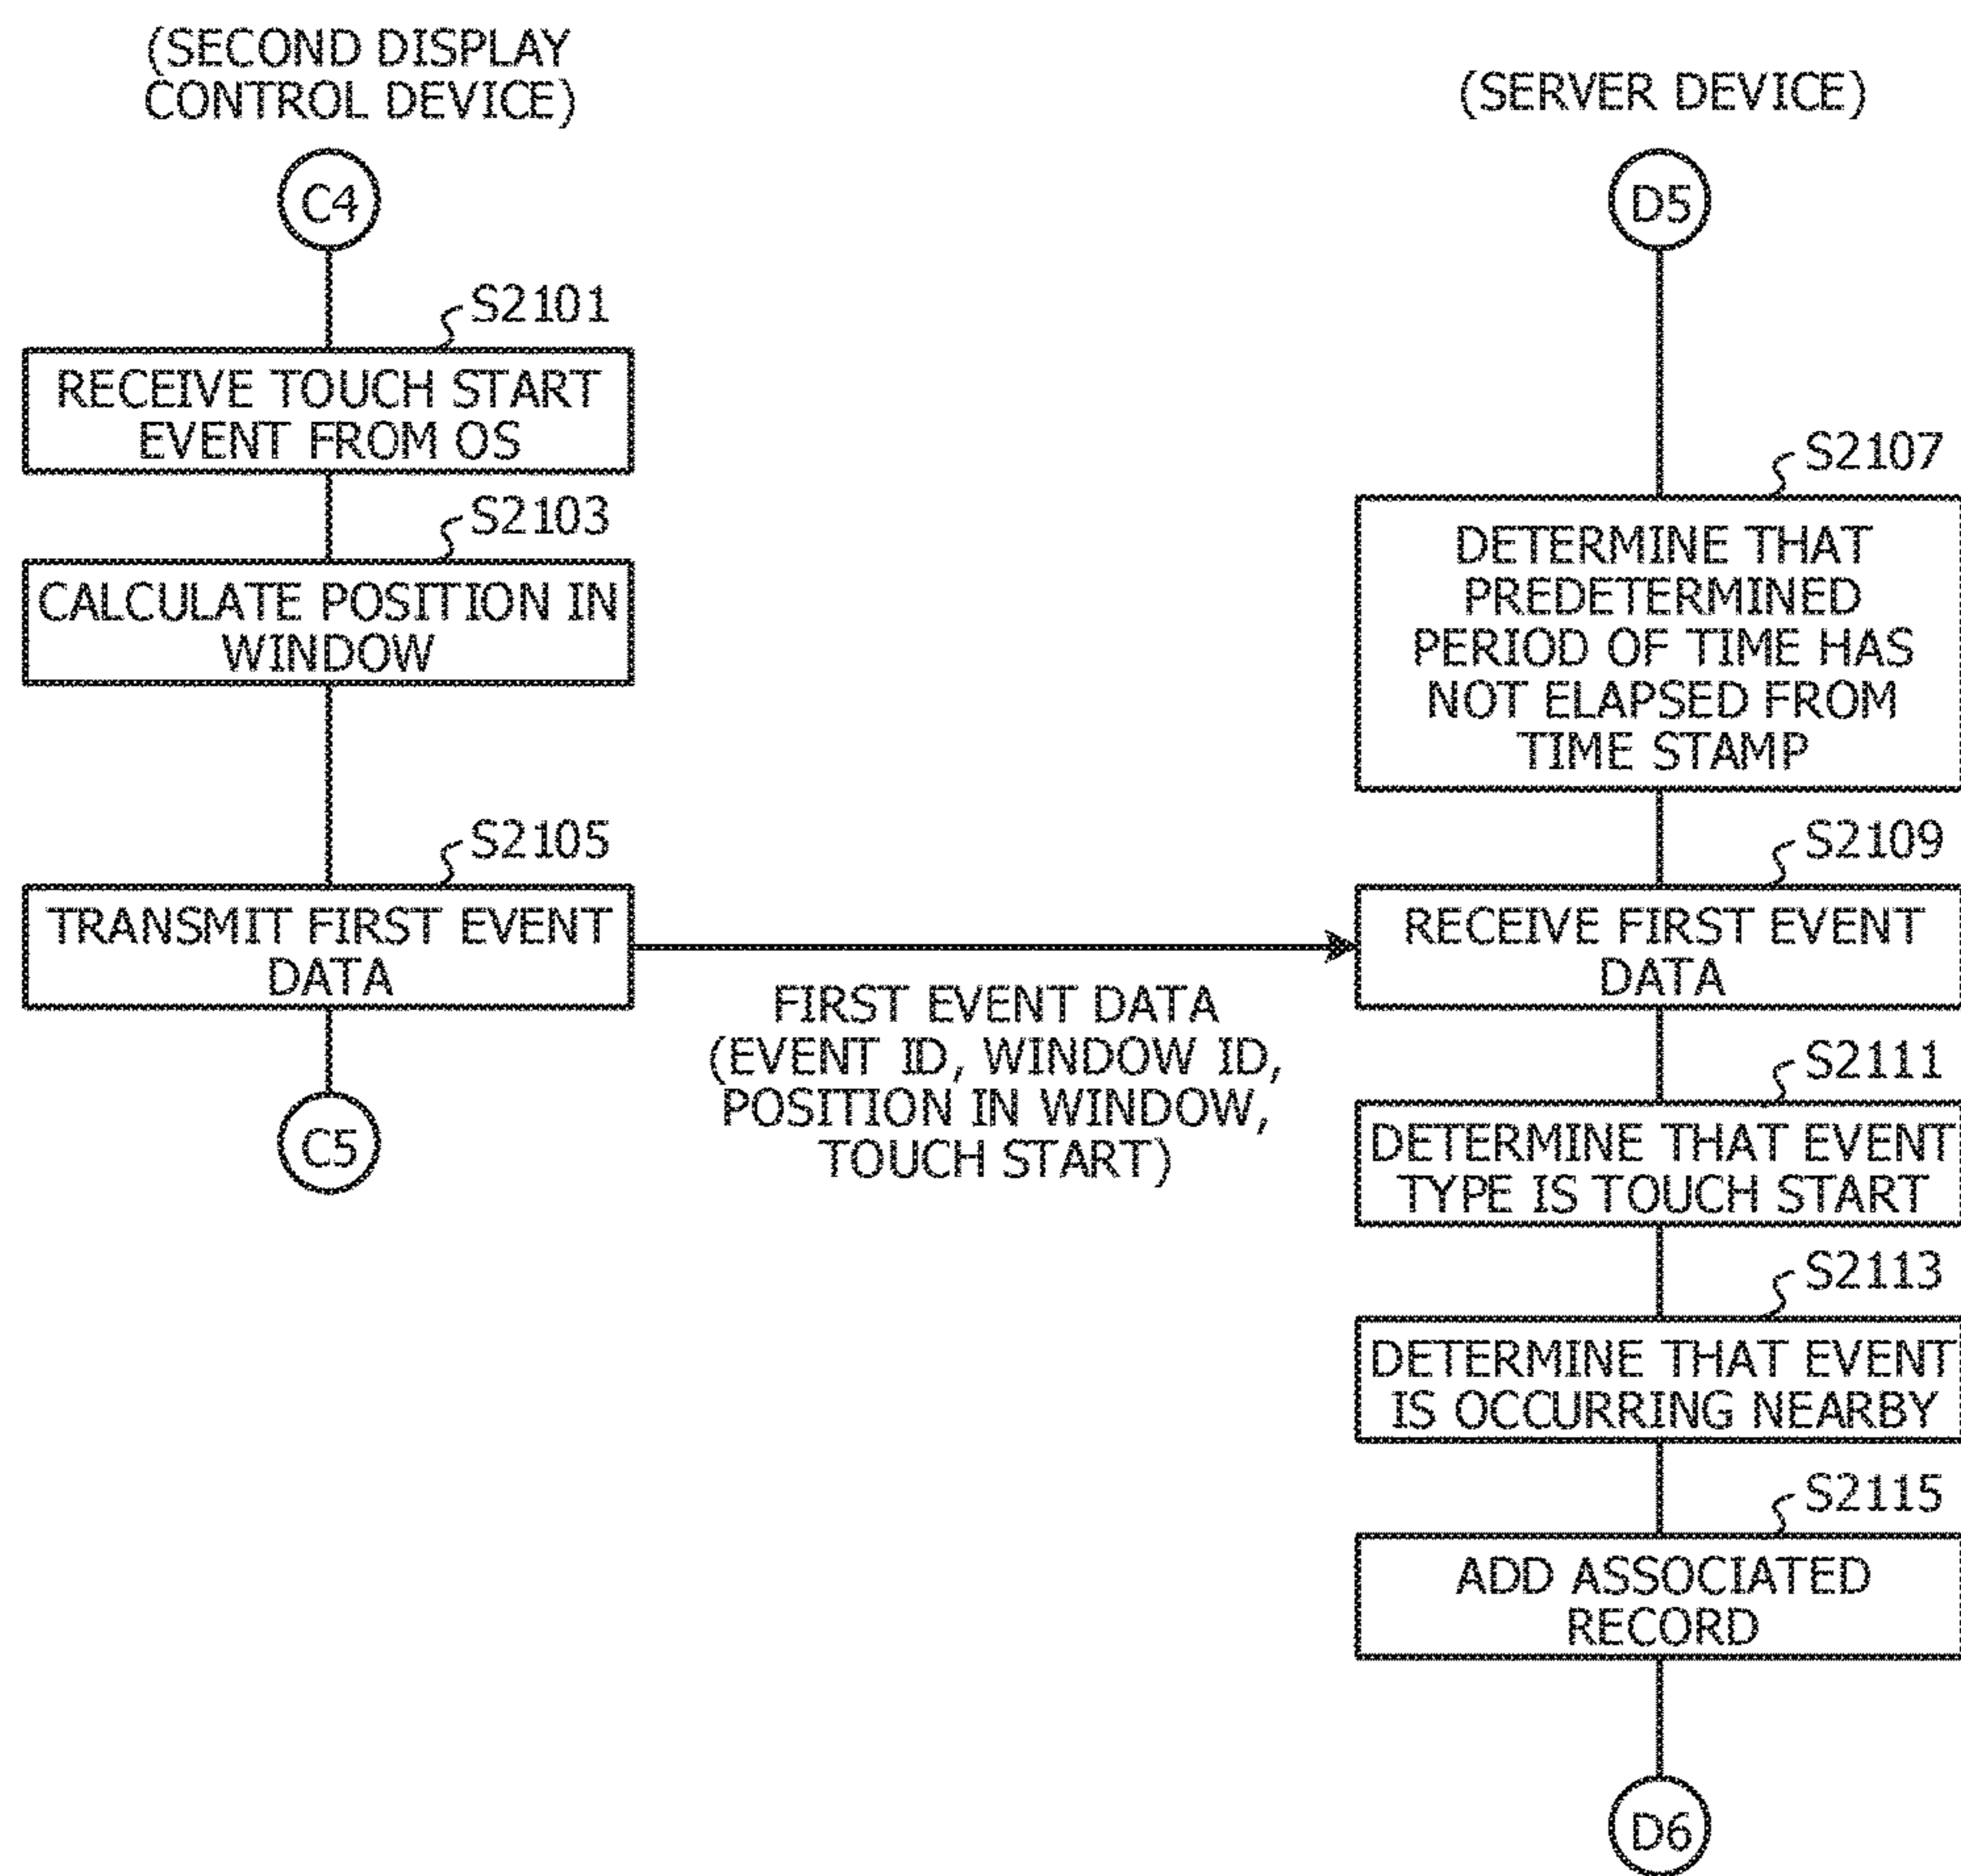 (SECOND DISPLAY
CONTROL DEVICE)
C4
S2101
RECEIVE TOUCH START
EVENT FROM OS
S2103
CALCULATE POSITION IN
WINDOW
S2105
TRANSMIT FIRST EVENT
DATA
C5
FIRST EVENT DATA
(EVENT ID, WINDOW ID,
POSITION IN WINDOW,
TOUCH START)
(SERVER DEVICE)
D5
S2107
DETERMINE THAT
PREDETERMINED
PERIOD OF TIME HAS
NOT ELAPSED FROM
TIME STAMP
S2109
RECEIVE FIRST EVENT
DATA
S2111
DETERMINE THAT EVENT
TYPE IS TOUCH START
S2113
DETERMINE THAT EVENT
IS OCCURRING NEARBY
S2115
ADD ASSOCIATED
RECORD
D6